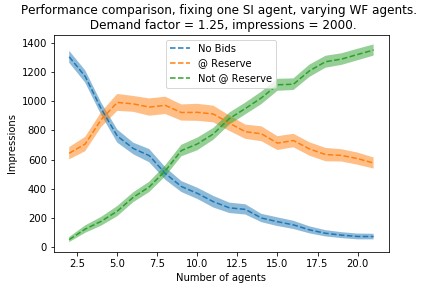 Performance comparison, fixing one SI agent, varying WF agents.
Demand factor = 1.25, impressions = 2000.
No Bids
@ Reserve
Not @ Reserve
Impressions
1400
1200
1000
800
600
400
200
0
2.5
5.0
7.5
10.0
12.5
15.0
17.5
20.0
Number of agents